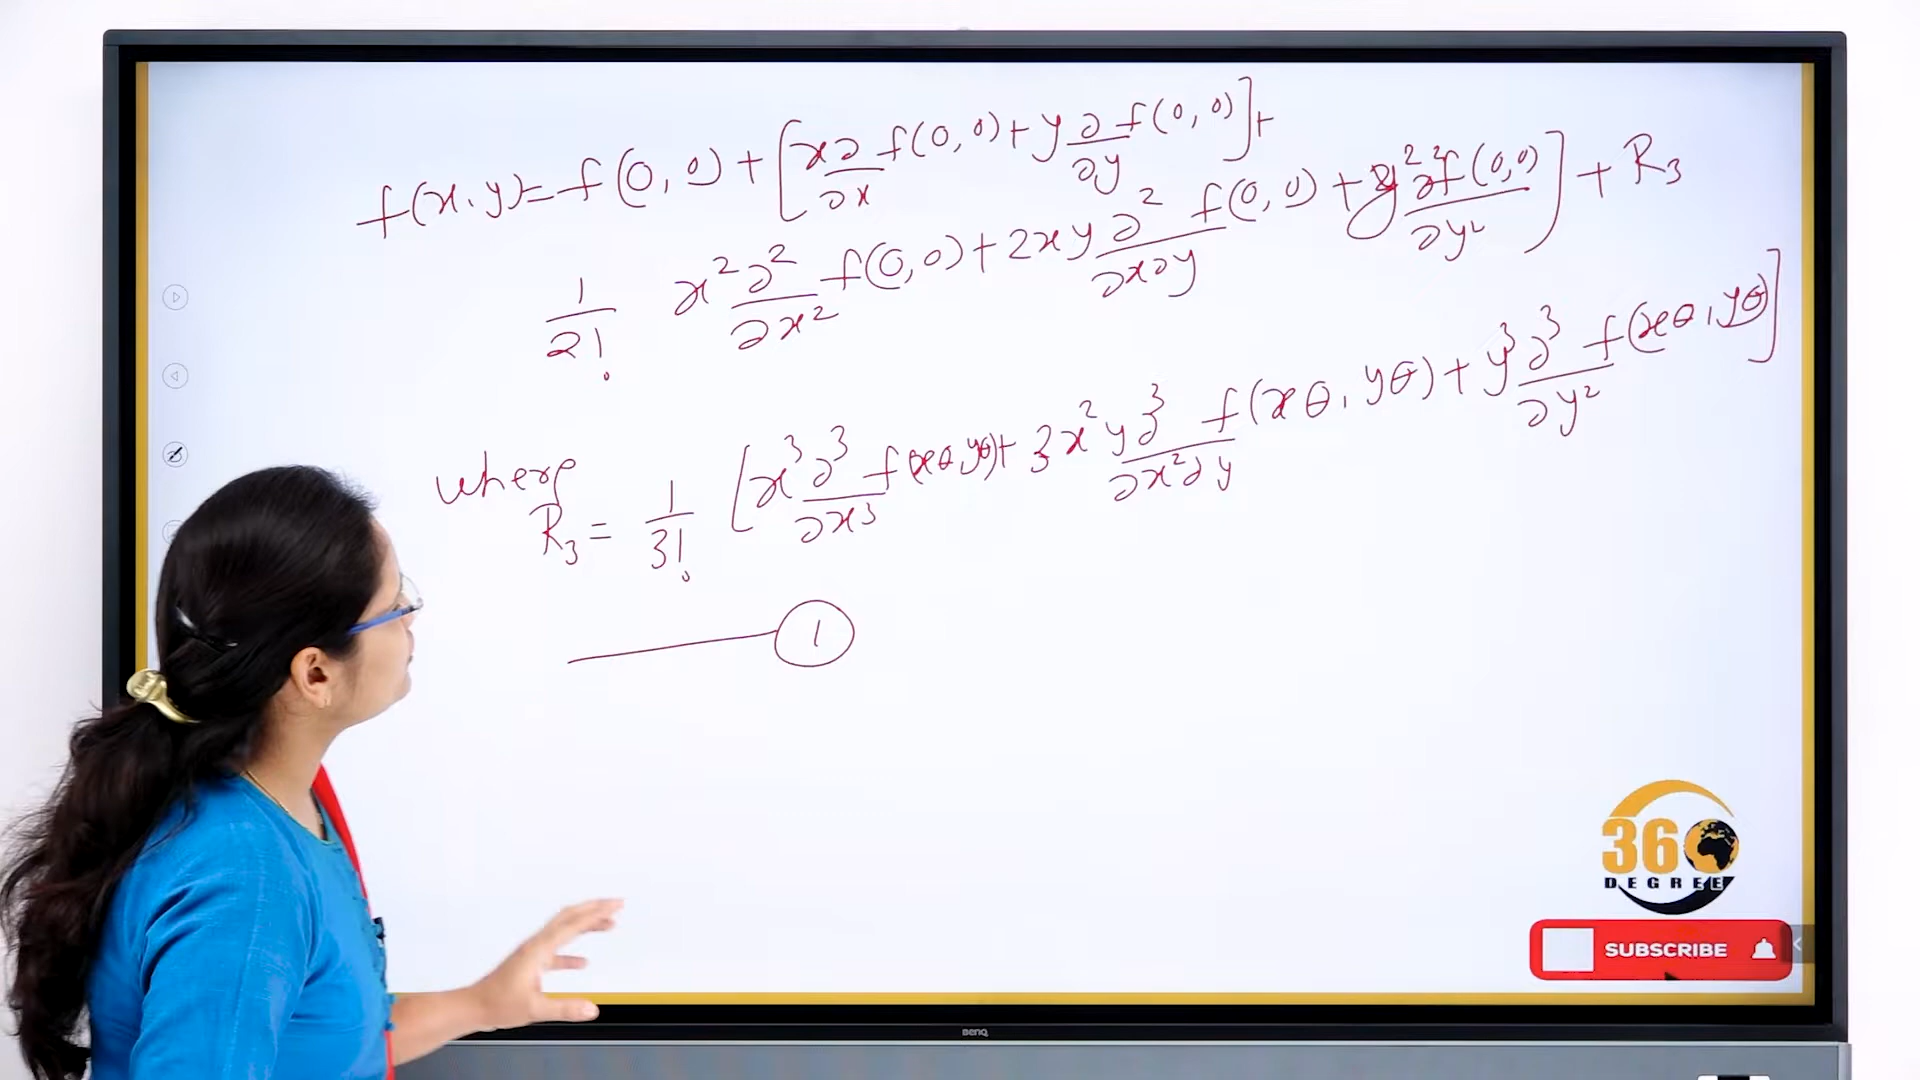 f(x,y)=f(0,0)+[x∂/∂x f(0,0)+y∂/∂y f(0,0)]+
1/2! x²∂²/∂x² f(0,0)+2xy∂²/∂x∂y f(0,0)+y²∂²f(0,0)/∂y²]+R₃
where
R₃= 1/3! [x³∂³/∂x³ f(xθ,yθ)+3x²y∂³/∂x²∂y f(xθ,yθ)+y³∂³/∂y² f(xθ,yθ)]
1
360
DEGREE
SUBSCRIBE
BenQ